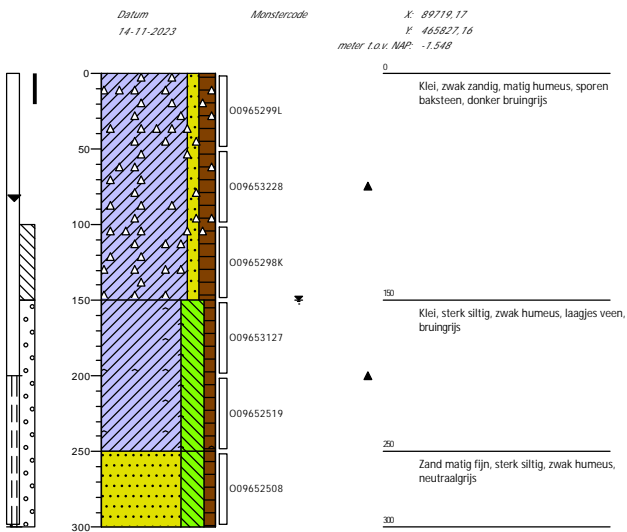 Datum Monstercode X: 89719,17
14-11-2023 Y: 465827,16
meter t.o.v. NAP: -1.548
0 0
Klei, zwak zandig, matig humeus, sporen
baksteen, donker bruingrijs
O0965299L
50
O09653228
100
O0965298K
150 150
Klei, sterk siltig, zwak humeus, laagjes veen,
bruingrijs
O09653127
200
O09652519
250 250
Zand matig fijn, sterk siltig, zwak humeus,
neutraalgrijs
O09652508
300 300